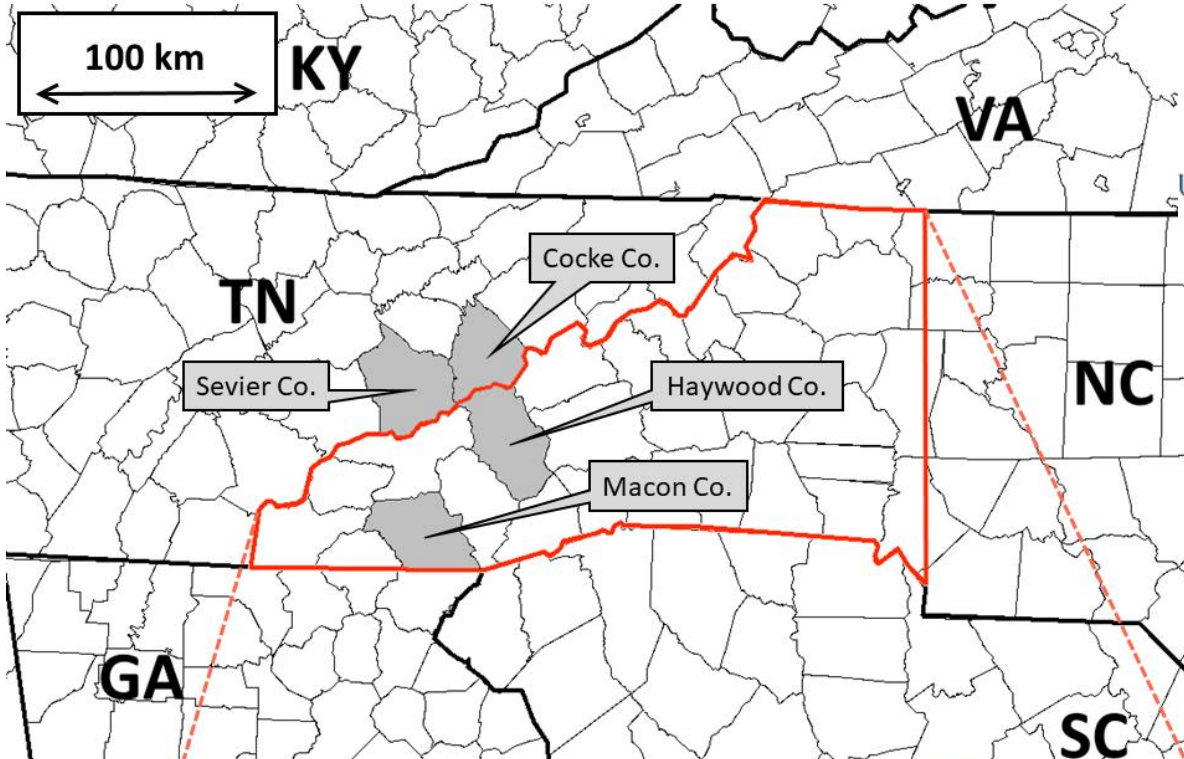 100 km
KY
VA
U
Cocke Co.
TN
Sevier Co.
Haywood Co.
NC
Macon Co.
GA
SC